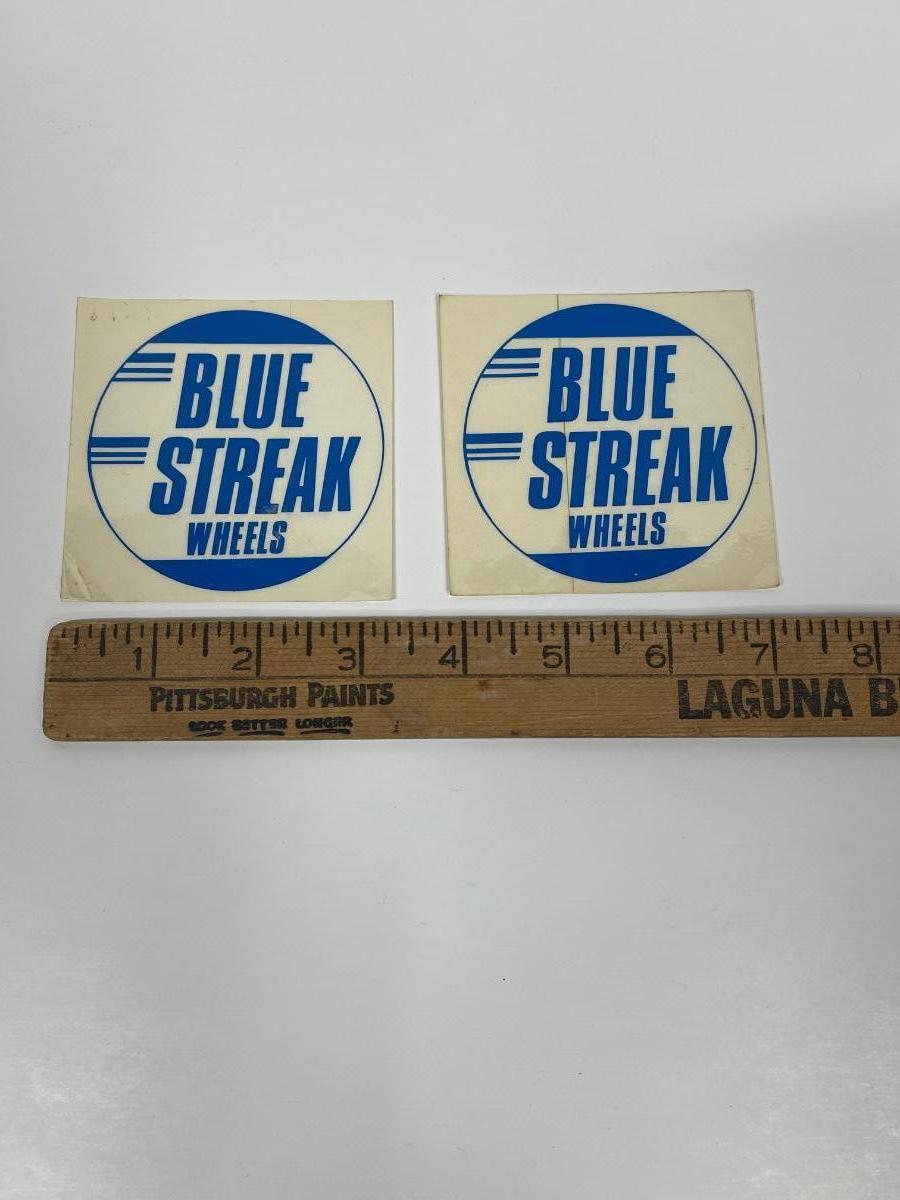 BLUE
STREAK
WHEELS
BLUE
STREAK
WHEELS
1 2 3 4 5 6 7 8
PITTSBURGH PAINTS
LOOK BETTER LONGER
LAGUNA B